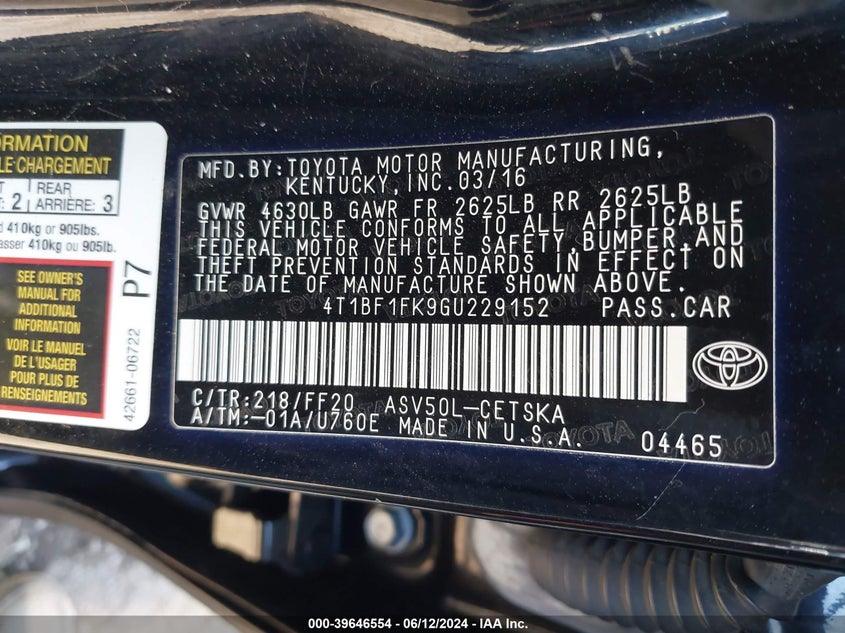 ORMATION
LE CHARGEMENT
REAR
: 2 ARRIÈRE: 3
410kg or 905lbs.
asser 410kg ou 905lb.
SEE OWNER'S
MANUAL FOR
ADDITIONAL
INFORMATION
VOIR LE MANUEL
DE L'USAGER
POUR PLUS DE
RENSEIGNEMENTS
P7
42661-06722
MFD.BY:TOYOTA MOTOR MANUFACTURING,
KENTUCKY,INC.03/16
GVWR 4630LB GAWR FR 2625LB RR 2625LB
THIS VEHICLE CONFORMS TO ALL APPLICABLE
FEDERAL MOTOR VEHICLE SAFETY,BUMPER,AND
THEFT PREVENTION STANDARDS IN EFFECT ON
THE DATE OF MANUFACTURE SHOWN ABOVE.
4T1BF1FK9GU229152 PASS.CAR
C/TR:218/FF20 ASV50L-CETSKA
A/TM:-01A/U760E MADE IN U.S.A. 04465
TOYOTA
000-39646554 - 06/12/2024 - IAA Inc.